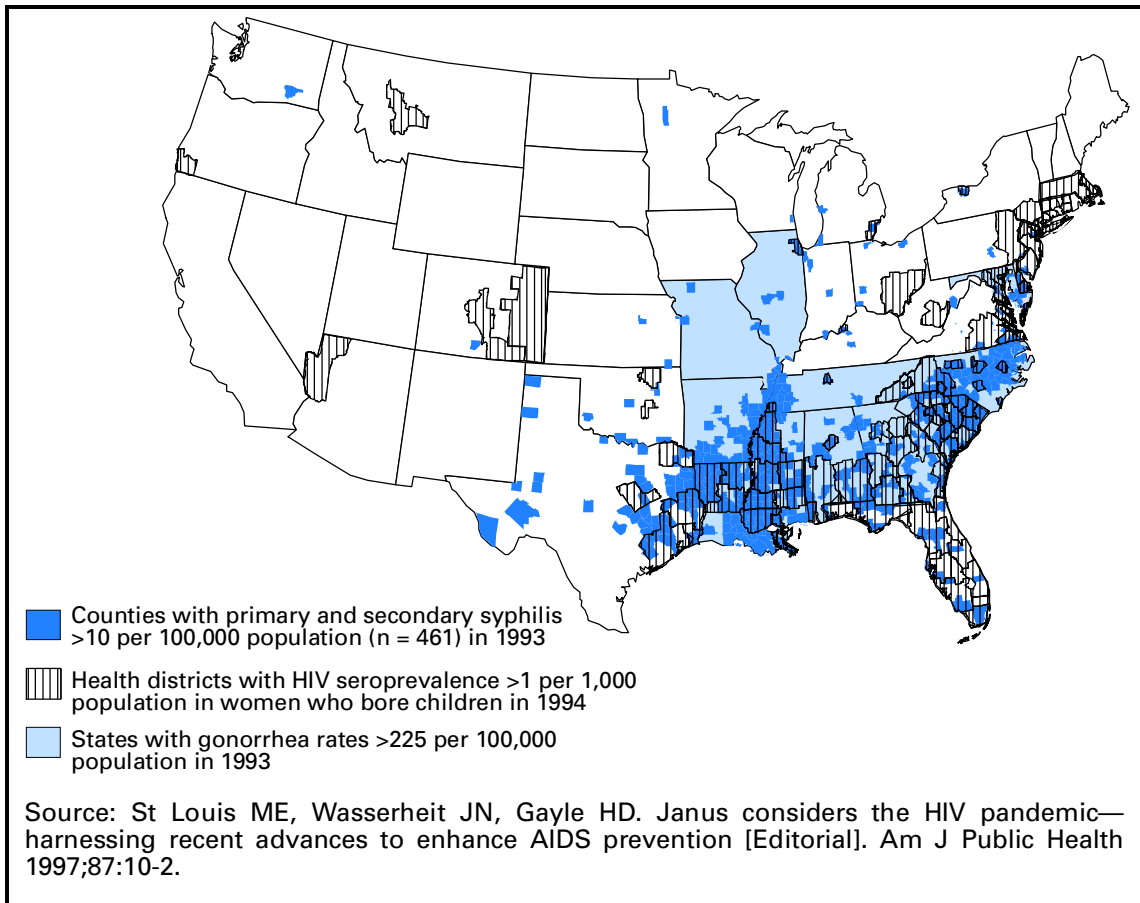 Counties with primary and secondary syphilis
>10 per 100,000 population (n = 461) in 1993
Health districts with HIV seroprevalence >1 per 1,000
population in women who bore children in 1994
States with gonorrhea rates >225 per 100,000
population in 1993
Source: St Louis ME, Wasserheit JN, Gayle HD. Janus considers the HIV pandemic—
harnessing recent advances to enhance AIDS prevention [Editorial]. Am J Public Health
1997;87:10-2.